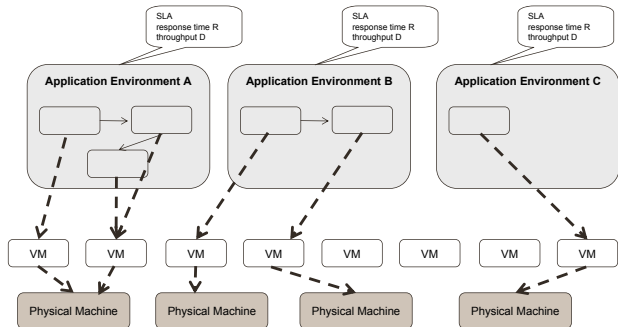 SLA
response time R
throughput D
SLA
response time R
throughput D
SLA
response time R
throughput D
Application Environment A
Application Environment B
Application Environment C
VM
VM
VM
VM
VM
VM
VM
VM
Physical Machine
Physical Machine
Physical Machine
Physical Machine